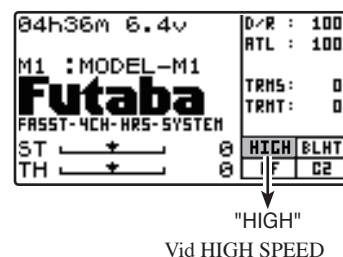 04h36m 6.4v
M1 :MODEL-M1
Futaba
FASST-4CH-HRS-SYSTEM
ST 0
TH 0
D/R : 100
ATL : 100
TRMS: 0
TRMT: 0
HIGH BLHT
C2
"HIGH"
Vid HIGH SPEED